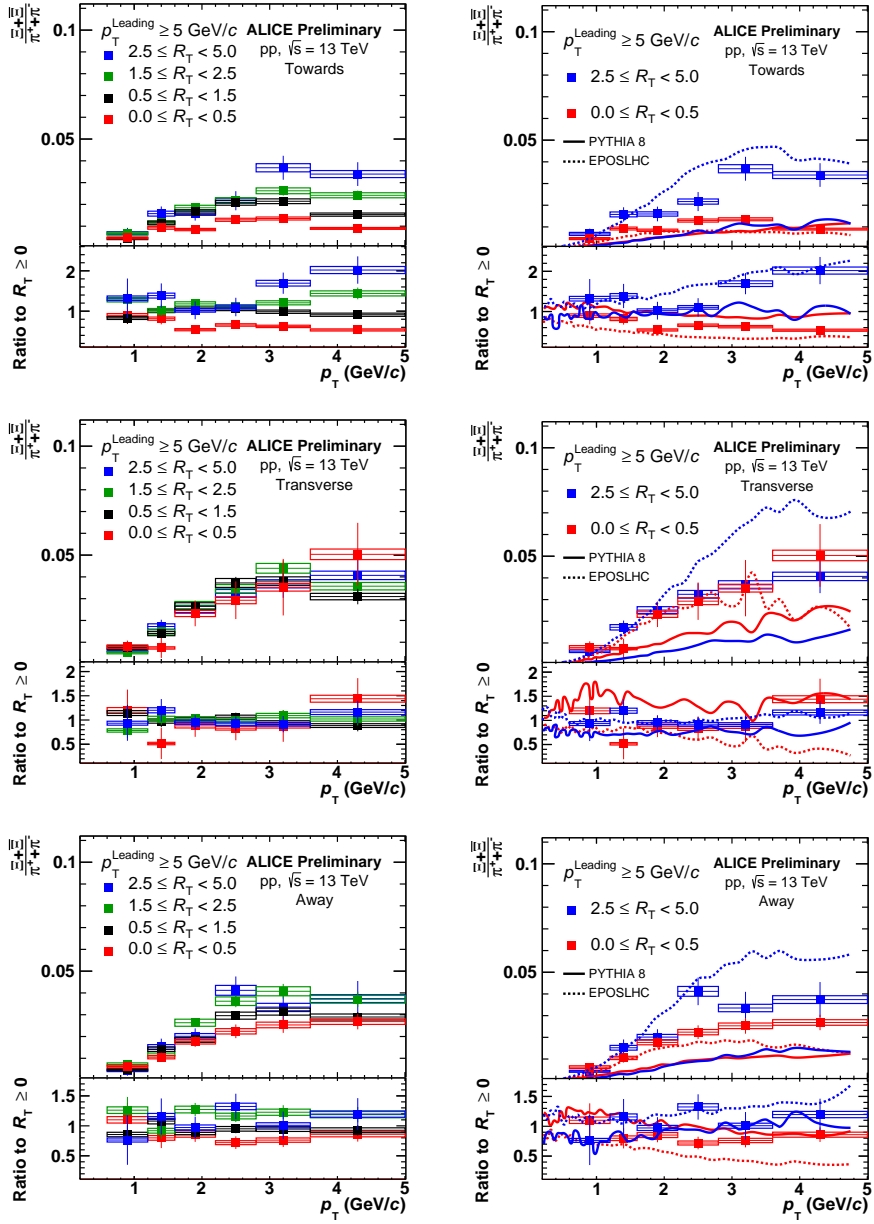 Ξ+Ξ̅
π⁺+π⁻
0.1
0.05
p_T^Leading ≥ 5 GeV/c
ALICE Preliminary
pp, √s = 13 TeV
Towards
2.5 ≤ R_T < 5.0
1.5 ≤ R_T < 2.5
0.5 ≤ R_T < 1.5
0.0 ≤ R_T < 0.5
Ratio to R_T ≥ 0
2
1
1 2 3 4 5
p_T (GeV/c)
Ξ+Ξ̅
π⁺+π⁻
0.1
0.05
p_T^Leading ≥ 5 GeV/c
ALICE Preliminary
pp, √s = 13 TeV
Towards
2.5 ≤ R_T < 5.0
0.0 ≤ R_T < 0.5
PYTHIA 8
EPOSLHC
Ratio to R_T ≥ 0
2
1
1 2 3 4 5
p_T (GeV/c)
Ξ+Ξ̅
π⁺+π⁻
0.1
0.05
p_T^Leading ≥ 5 GeV/c
ALICE Preliminary
pp, √s = 13 TeV
Transverse
2.5 ≤ R_T < 5.0
1.5 ≤ R_T < 2.5
0.5 ≤ R_T < 1.5
0.0 ≤ R_T < 0.5
Ratio to R_T ≥ 0
2
1.5
1
0.5
1 2 3 4 5
p_T (GeV/c)
Ξ+Ξ̅
π⁺+π⁻
0.1
0.05
p_T^Leading ≥ 5 GeV/c
ALICE Preliminary
pp, √s = 13 TeV
Transverse
2.5 ≤ R_T < 5.0
0.0 ≤ R_T < 0.5
PYTHIA 8
EPOSLHC
Ratio to R_T ≥ 0
2
1.5
1
0.5
1 2 3 4 5
p_T (GeV/c)
Ξ+Ξ̅
π⁺+π⁻
0.1
0.05
p_T^Leading ≥ 5 GeV/c
ALICE Preliminary
pp, √s = 13 TeV
Away
2.5 ≤ R_T < 5.0
1.5 ≤ R_T < 2.5
0.5 ≤ R_T < 1.5
0.0 ≤ R_T < 0.5
Ratio to R_T ≥ 0
1.5
1
0.5
1 2 3 4 5
p_T (GeV/c)
Ξ+Ξ̅
π⁺+π⁻
0.1
0.05
p_T^Leading ≥ 5 GeV/c
ALICE Preliminary
pp, √s = 13 TeV
Away
2.5 ≤ R_T < 5.0
0.0 ≤ R_T < 0.5
PYTHIA 8
EPOSLHC
Ratio to R_T ≥ 0
1.5
1
0.5
1 2 3 4 5
p_T (GeV/c)